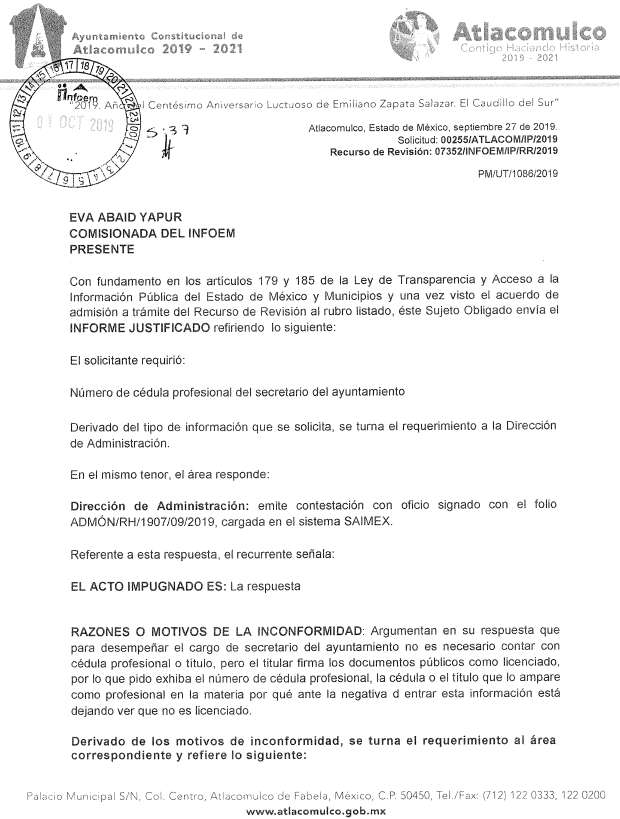 Ayuntamiento Constitucional de
Atlacomulco 2019 - 2021
Atlacomulco
Contigo Haciendo Historia
2019 - 2021
infoem
01 OCT 2019
5:37
"2019. Año del Centésimo Aniversario Luctuoso de Emiliano Zapata Salazar. El Caudillo del Sur"
Atlacomulco, Estado de México, septiembre 27 de 2019.
Solicitud: 00255/ATLACOM/IP/2019
Recurso de Revisión: 07352/INFOEM/IP/RR/2019
PM/UT/1086/2019
EVA ABAID YAPUR
COMISIONADA DEL INFOEM
PRESENTE
Con fundamento en los artículos 179 y 185 de la Ley de Transparencia y Acceso a la
Información Pública del Estado de México y Municipios y una vez visto el acuerdo de
admisión a trámite del Recurso de Revisión al rubro listado, éste Sujeto Obligado envía el
INFORME JUSTIFICADO refiriendo lo siguiente:
El solicitante requirió:
Número de cédula profesional del secretario del ayuntamiento
Derivado del tipo de información que se solicita, se turna el requerimiento a la Dirección
de Administración.
En el mismo tenor, el área responde:
Dirección de Administración: emite contestación con oficio signado con el folio
ADMÓN/RH/1907/09/2019, cargada en el sistema SAIMEX.
Referente a esta respuesta, el recurrente señala:
EL ACTO IMPUGNADO ES: La respuesta
RAZONES O MOTIVOS DE LA INCONFORMIDAD: Argumentan en su respuesta que
para desempeñar el cargo de secretario del ayuntamiento no es necesario contar con
cédula profesional o título, pero el titular firma los documentos públicos como licenciado,
por lo que pido exhiba el número de cédula profesional, la cédula o el título que lo ampare
como profesional en la materia por qué ante la negativa d entrar esta información está
dejando ver que no es licenciado.
Derivado de los motivos de inconformidad, se turna el requerimiento al área
correspondiente y refiere lo siguiente:
Palacio Municipal S/N, Col. Centro, Atlacomulco de Fabela, México, C.P. 50450, Tel./Fax: (712) 122 0333, 122 0200
www.atlacomulco.gob.mx